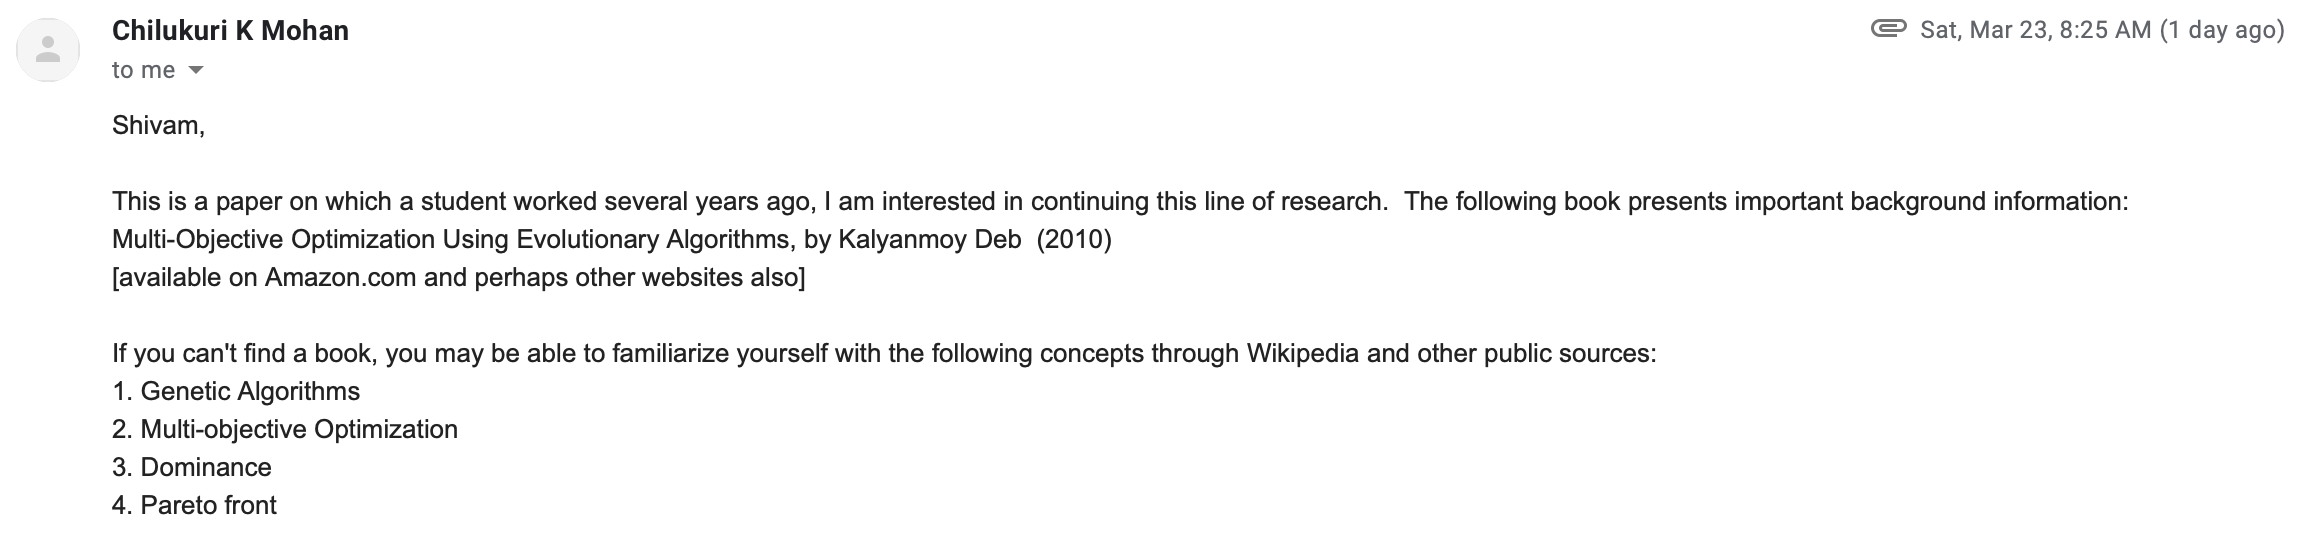 Chilukuri K Mohan
Sat, Mar 23, 8:25 AM (1 day ago)
to me
Shivam,
This is a paper on which a student worked several years ago, I am interested in continuing this line of research.  The following book presents important background information:
Multi-Objective Optimization Using Evolutionary Algorithms, by Kalyanmoy Deb  (2010)
[available on Amazon.com and perhaps other websites also]
If you can't find a book, you may be able to familiarize yourself with the following concepts through Wikipedia and other public sources:
1. Genetic Algorithms
2. Multi-objective Optimization
3. Dominance
4. Pareto front